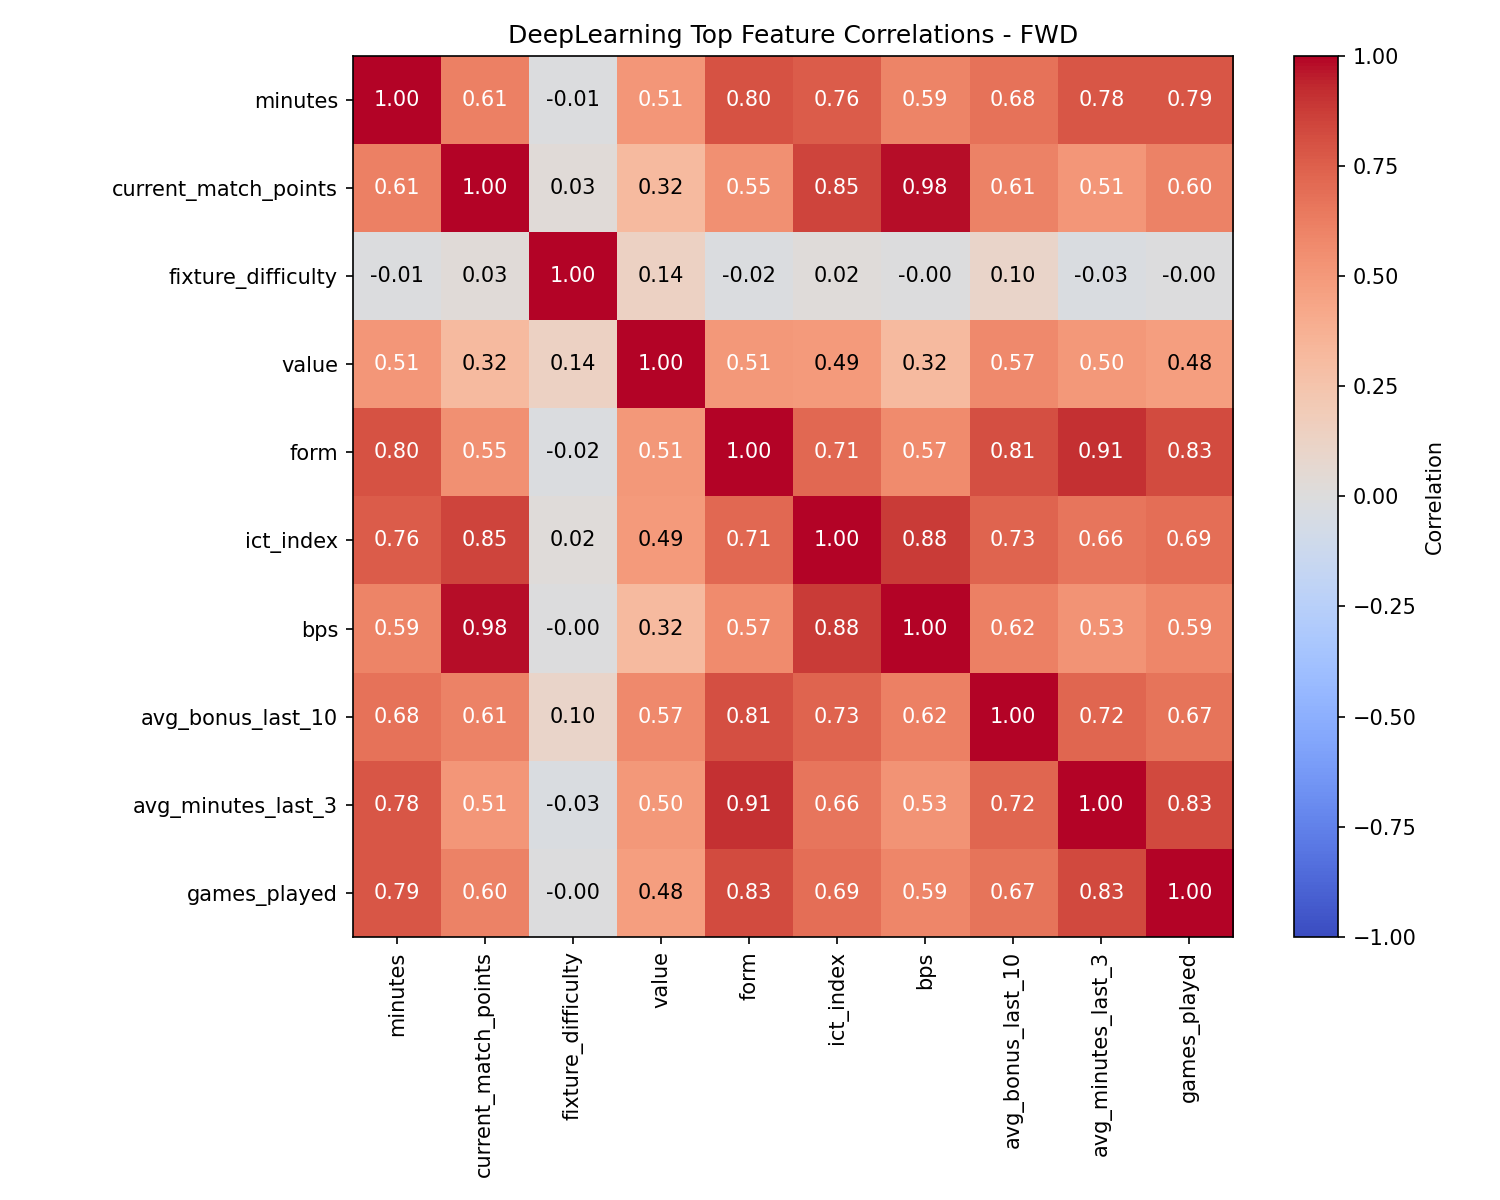 DeepLearning Top Feature Correlations - FWD
minutes 1.00 0.61 -0.01 0.51 0.80 0.76 0.59 0.68 0.78 0.79
current_match_points 0.61 1.00 0.03 0.32 0.55 0.85 0.98 0.61 0.51 0.60
fixture_difficulty -0.01 0.03 1.00 0.14 -0.02 0.02 -0.00 0.10 -0.03 -0.00
value 0.51 0.32 0.14 1.00 0.51 0.49 0.32 0.57 0.50 0.48
form 0.80 0.55 -0.02 0.51 1.00 0.71 0.57 0.81 0.91 0.83
ict_index 0.76 0.85 0.02 0.49 0.71 1.00 0.88 0.73 0.66 0.69
bps 0.59 0.98 -0.00 0.32 0.57 0.88 1.00 0.62 0.53 0.59
avg_bonus_last_10 0.68 0.61 0.10 0.57 0.81 0.73 0.62 1.00 0.72 0.67
avg_minutes_last_3 0.78 0.51 -0.03 0.50 0.91 0.66 0.53 0.72 1.00 0.83
games_played 0.79 0.60 -0.00 0.48 0.83 0.69 0.59 0.67 0.83 1.00
minutes
current_match_points
fixture_difficulty
value
form
ict_index
bps
avg_bonus_last_10
avg_minutes_last_3
games_played
1.00
0.75
0.50
0.25
0.00
−0.25
−0.50
−0.75
−1.00
Correlation